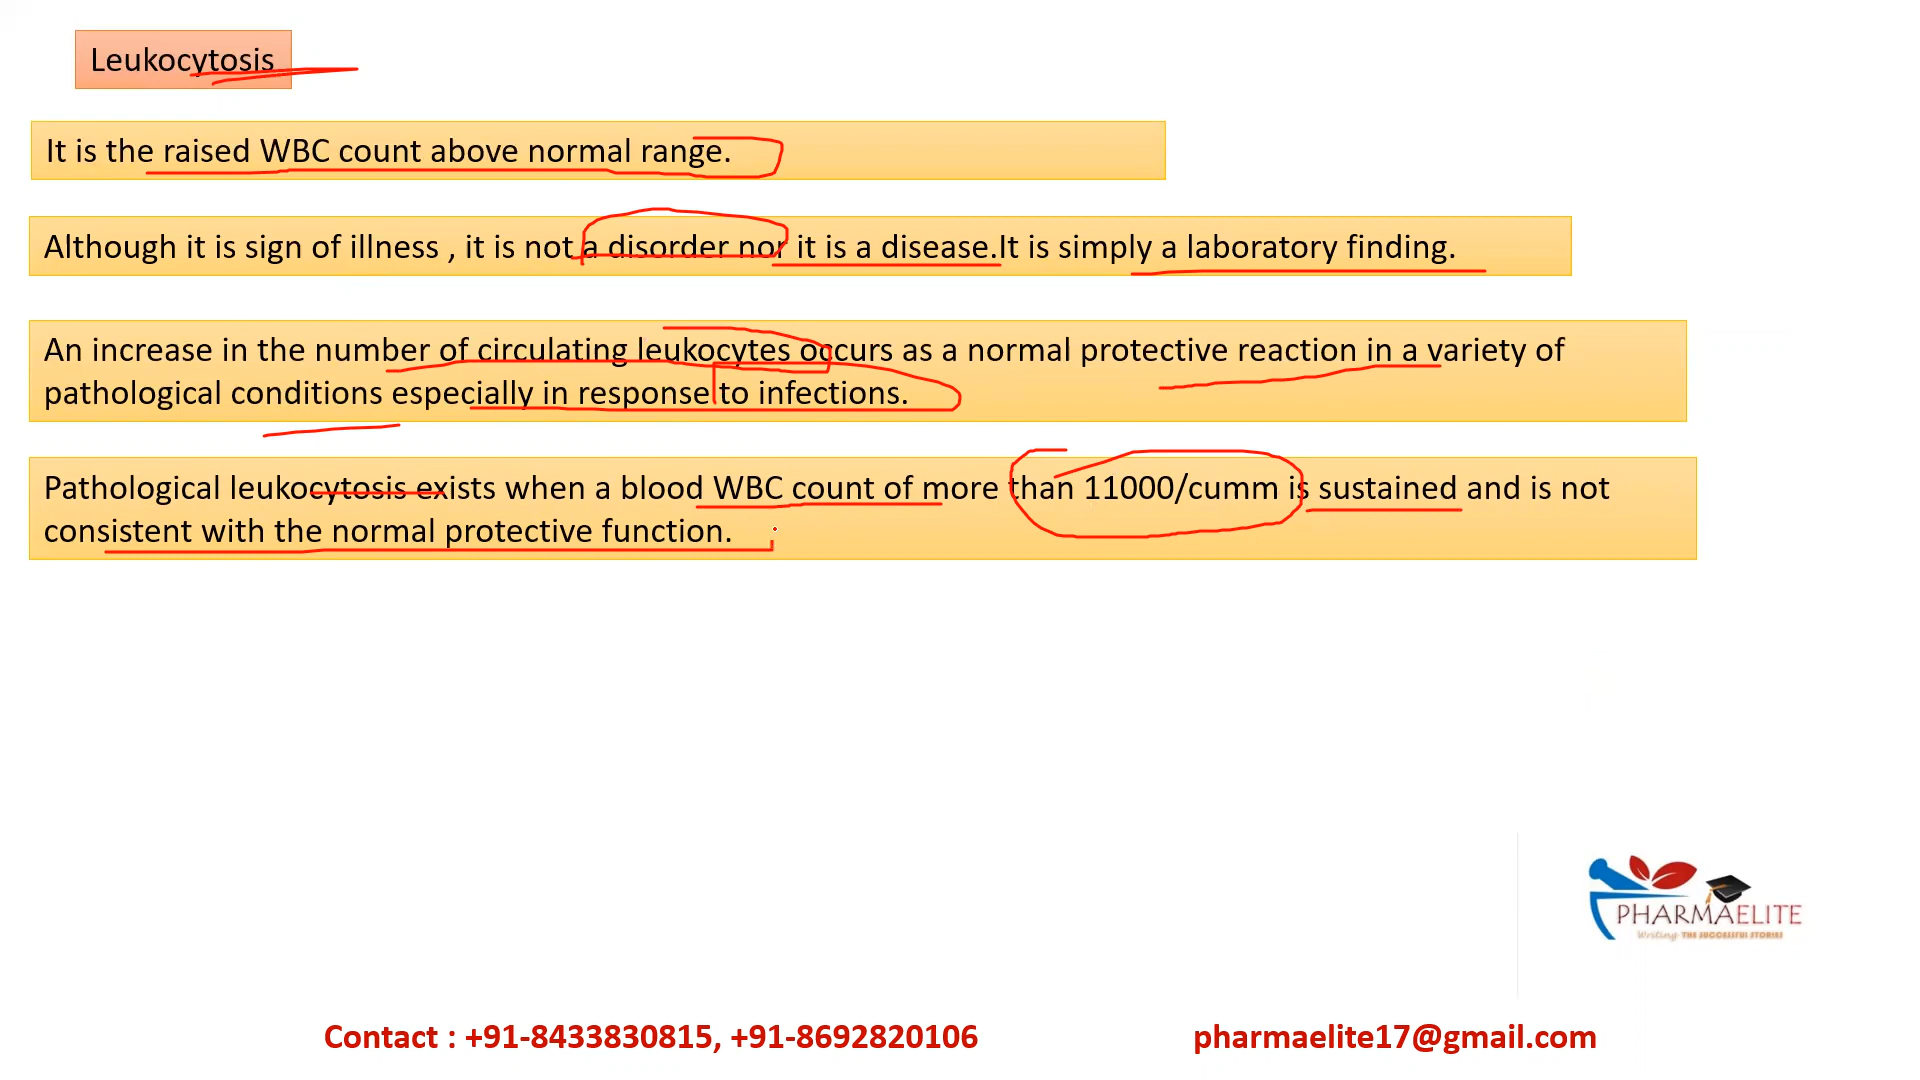 Leukocytosis
It is the raised WBC count above normal range.
Although it is sign of illness , it is not a disorder nor it is a disease.It is simply a laboratory finding.
An increase in the number of circulating leukocytes occurs as a normal protective reaction in a variety of
pathological conditions especially in response to infections.
Pathological leukocytosis exists when a blood WBC count of more than 11000/cumm is sustained and is not
consistent with the normal protective function.
PHARMAELITE
Writing THE SUCCESSFUL STORIES
Contact : +91-8433830815, +91-8692820106 pharmaelite17@gmail.com